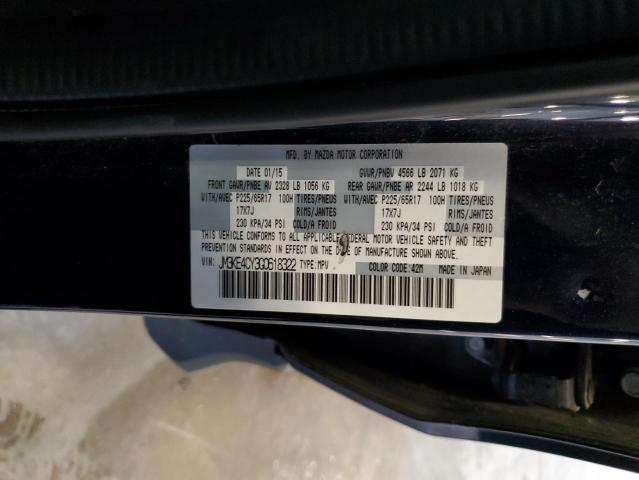 MFD. BY MAZDA MOTOR CORPORATION
DATE 01/15 GVWR/PNBV 4566 LB 2071 KG
FRONT GAWR/PNBE AV 2328 LB 1056 KG REAR GAWR/PNBE AR 2244 LB 1018 KG
WITH/AVEC P225/65R17 100H TIRES/PNEUS WITH/AVEC P225/65R17 100H TIRES/PNEUS
17X7J RIMS/JANTES 17X7J RIMS/JANTES
230 KPA/34 PSI COLD/A FROID 230 KPA/34 PSI COLD/A FROID
THIS VEHICLE CONFORMS TO ALL APPLICABLE FEDERAL MOTOR VEHICLE SAFETY AND THEFT
PREVENTION STANDARDS IN EFFECT ON THE DATE OF MANUFACTURE SHOWN ABOVE.
VIN: JM3KE4CY3G0618322 TYPE:MPV COLOR CODE:42M MADE IN JAPAN